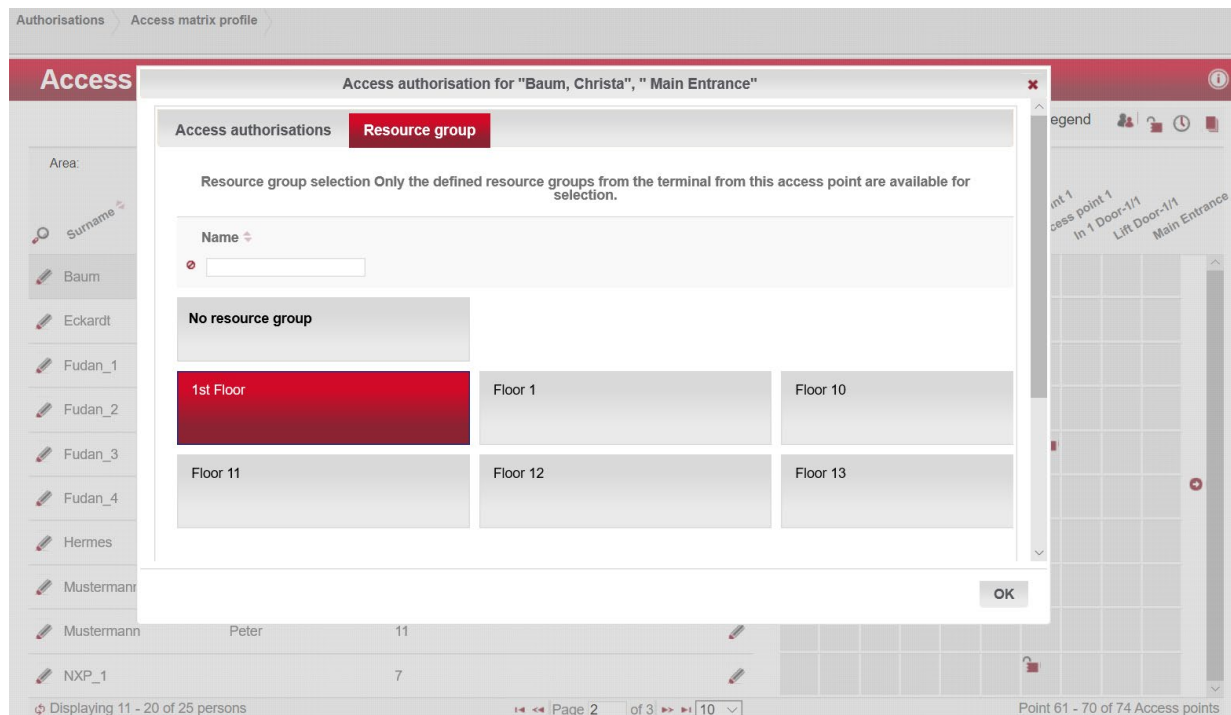 Authorisations
Access matrix profile
Access
Access authorisation for "Baum, Christa", " Main Entrance"
Access authorisations
Resource group
egend
Area:
Surname
Resource group selection Only the defined resource groups from the terminal from this access point are available for
selection.
Name
int 1
cess point 1
In 1 Door-1/1
Lift Door-1/1
Main Entrance
Baum
No resource group
Eckardt
Fudan_1
1st Floor
Floor 1
Floor 10
Fudan_2
Fudan_3
Floor 11
Floor 12
Floor 13
Fudan_4
Hermes
Mustermann
OK
Mustermann
Peter
11
NXP_1
7
Displaying 11 - 20 of 25 persons
Page 2 of 3
10
Point 61 - 70 of 74 Access points